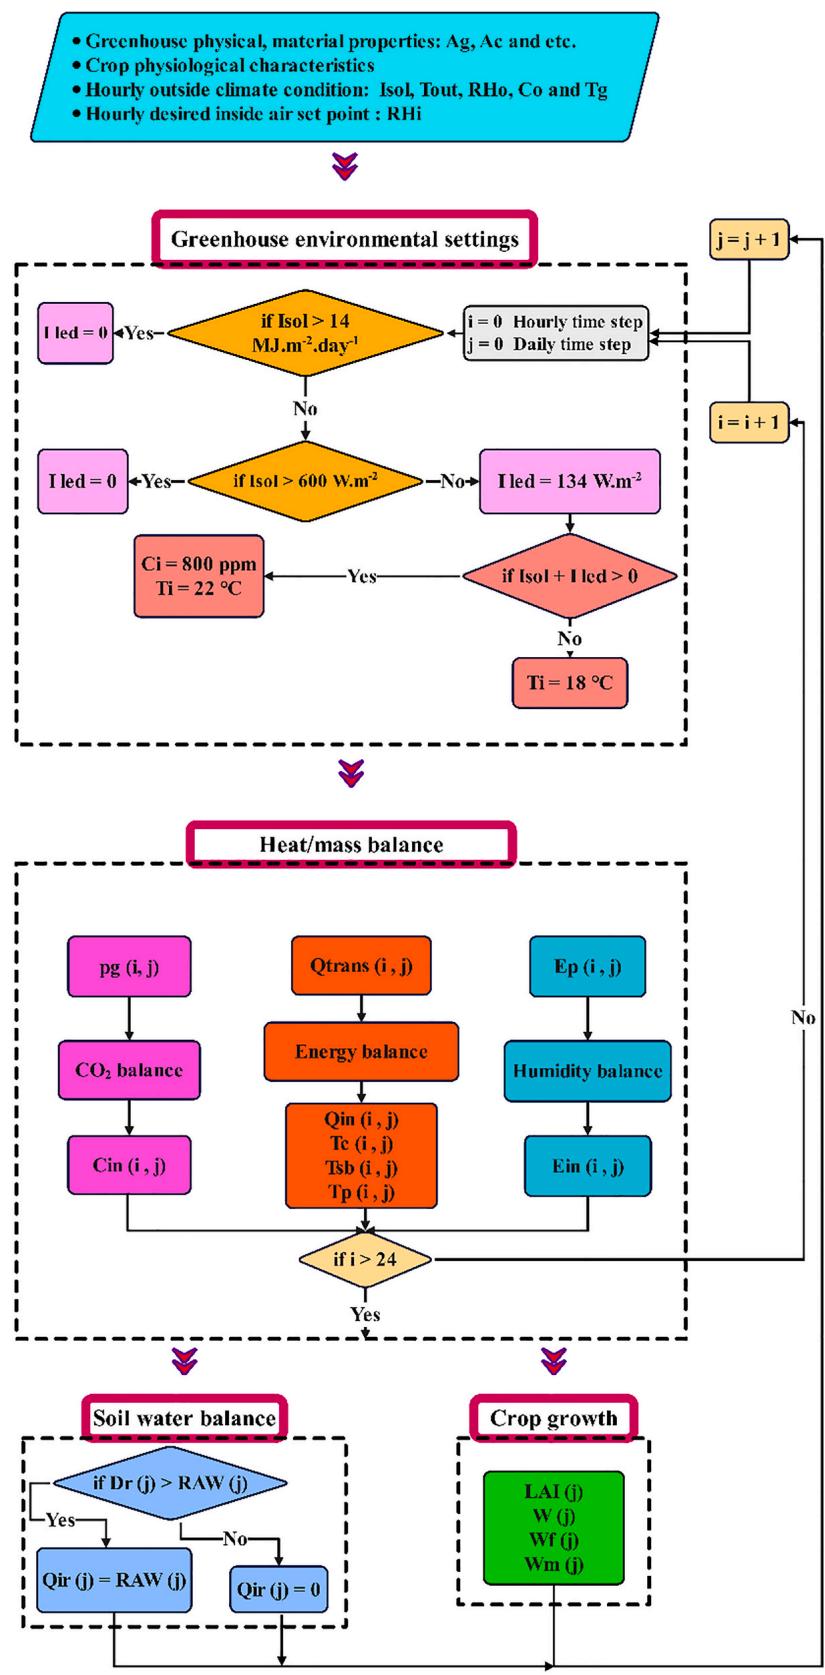 • Greenhouse physical, material properties: Ag, Ac and etc.
• Crop physiological characteristics
• Hourly outside climate condition: Isol, Tout, RHo, Co and Tg
• Hourly desired inside air set point : RHi
Greenhouse environmental settings
j = j + 1
I led = 0
Yes
if Isol > 14
MJ.m⁻².day⁻¹
i = 0 Hourly time step
j = 0 Daily time step
No
i = i + 1
I led = 0
Yes
if Isol > 600 W.m⁻²
No
I led = 134 W.m⁻²
Ci = 800 ppm
Ti = 22 °C
Yes
if Isol + I led > 0
No
Ti = 18 °C
Heat/mass balance
pg (i, j)
Qtrans (i , j)
Ep (i , j)
No
CO₂ balance
Energy balance
Humidity balance
Cin (i , j)
Qin (i , j)
Tc (i , j)
Tsb (i , j)
Tp (i , j)
Ein (i , j)
if i > 24
Yes
Soil water balance
Crop growth
if Dr (j) > RAW (j)
Yes
No
Qir (j) = RAW (j)
Qir (j) = 0
LAI (j)
W (j)
Wf (j)
Wm (j)